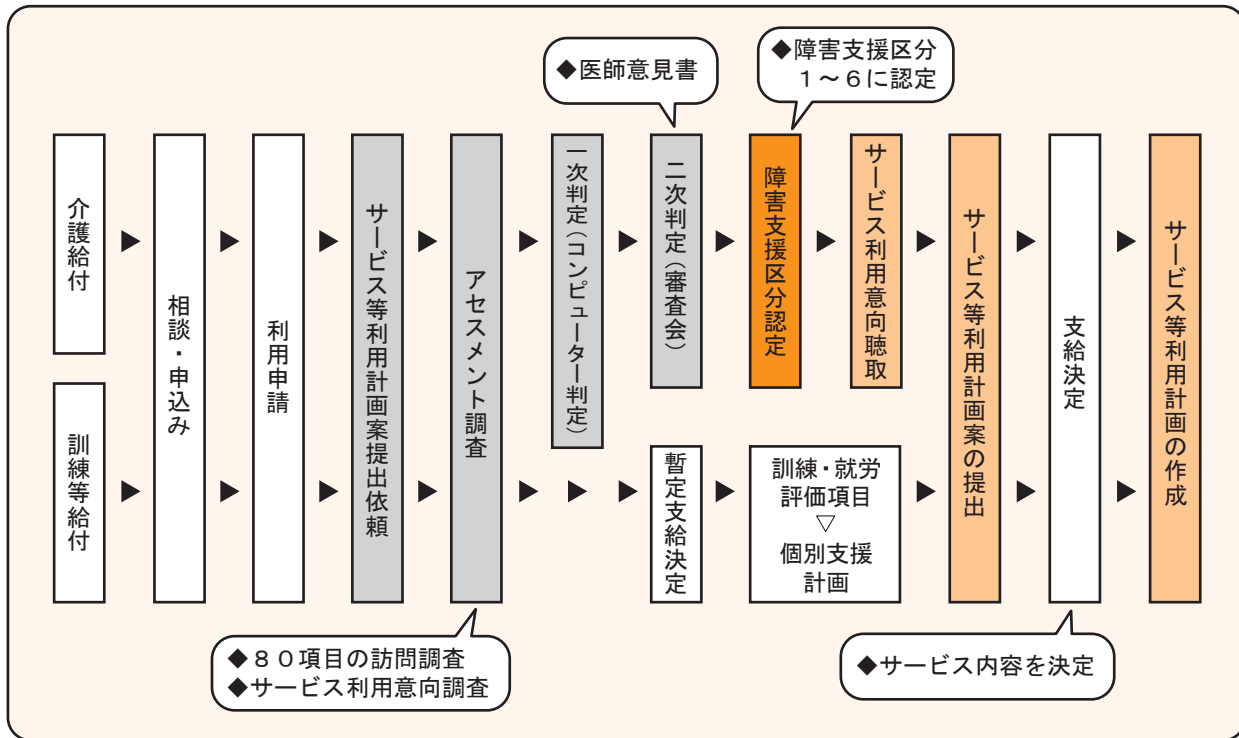 ◆医師意見書
◆障害支援区分
１～６に認定
介護給付
訓練等給付
相談・申込み
利用申請
サービス等利用計画案提出依頼
アセスメント調査
一次判定（コンピューター判定）
二次判定（審査会）
障害支援区分認定
サービス利用意向聴取
暫定支給決定
訓練・就労
評価項目
▽
個別支援
計画
サービス等利用計画案の提出
支給決定
サービス等利用計画の作成
◆８０項目の訪問調査
◆サービス利用意向調査
◆サービス内容を決定